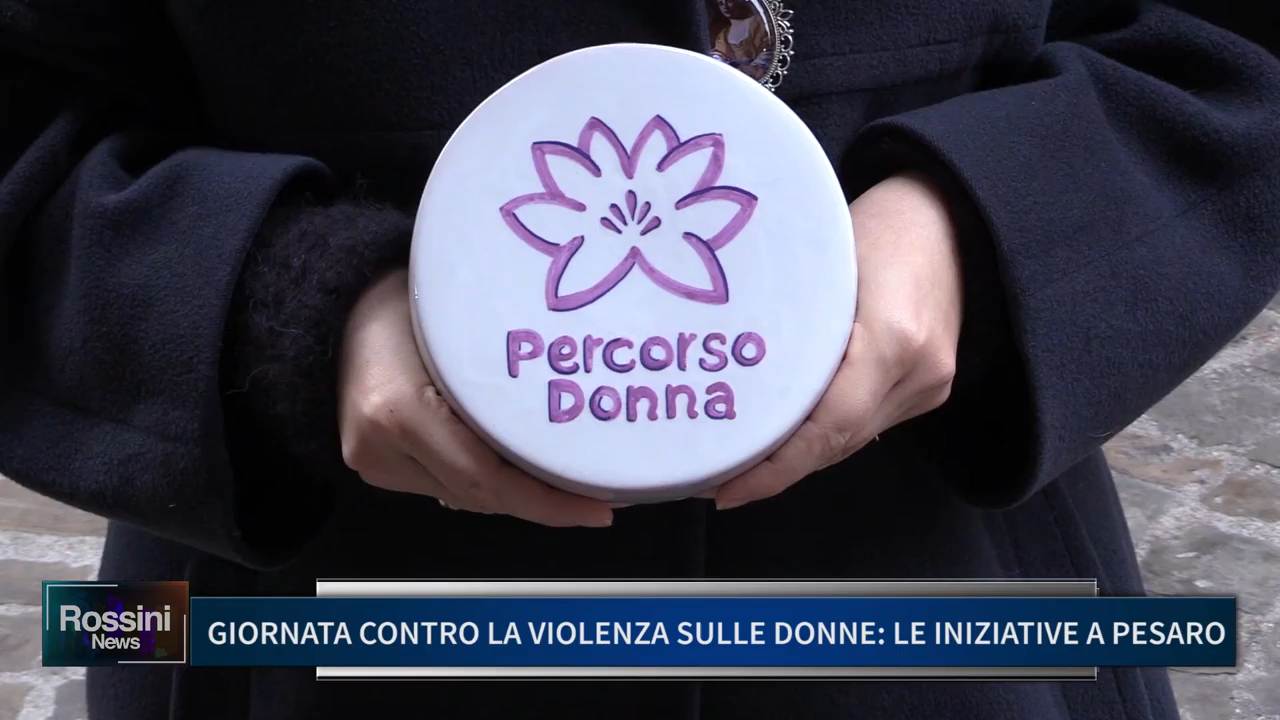 Percorso
Donna
Rossini
News
GIORNATA CONTRO LA VIOLENZA SULLE DONNE: LE INIZIATIVE A PESARO